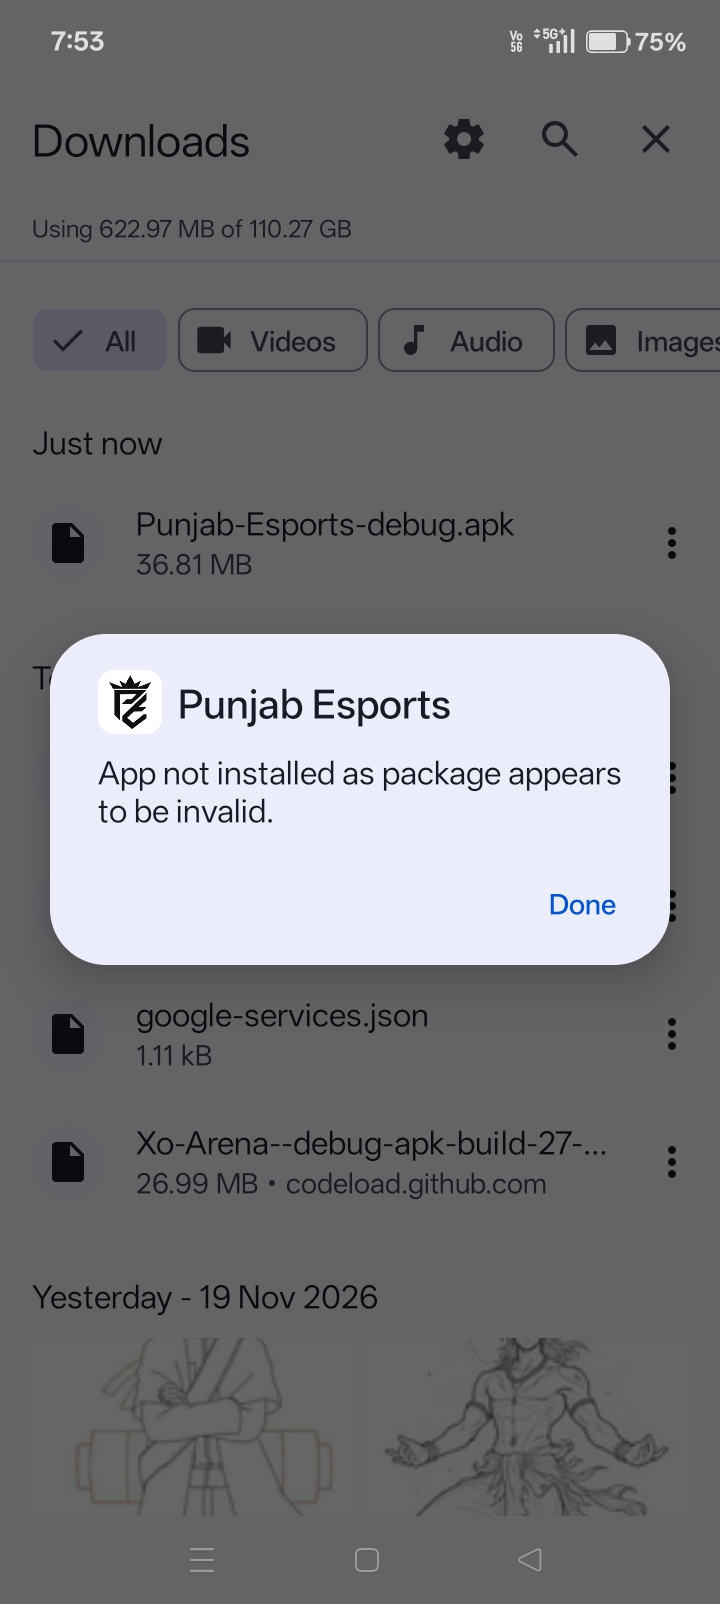 7:53
Vo 5G
5G+
75%
Downloads
Using 622.97 MB of 110.27 GB
All
Videos
Audio
Images
Just now
Punjab-Esports-debug.apk
36.81 MB
Punjab Esports
App not installed as package appears
to be invalid.
Done
google-services.json
1.11 kB
Xo-Arena--debug-apk-build-27-...
26.99 MB • codeload.github.com
Yesterday - 19 Nov 2026